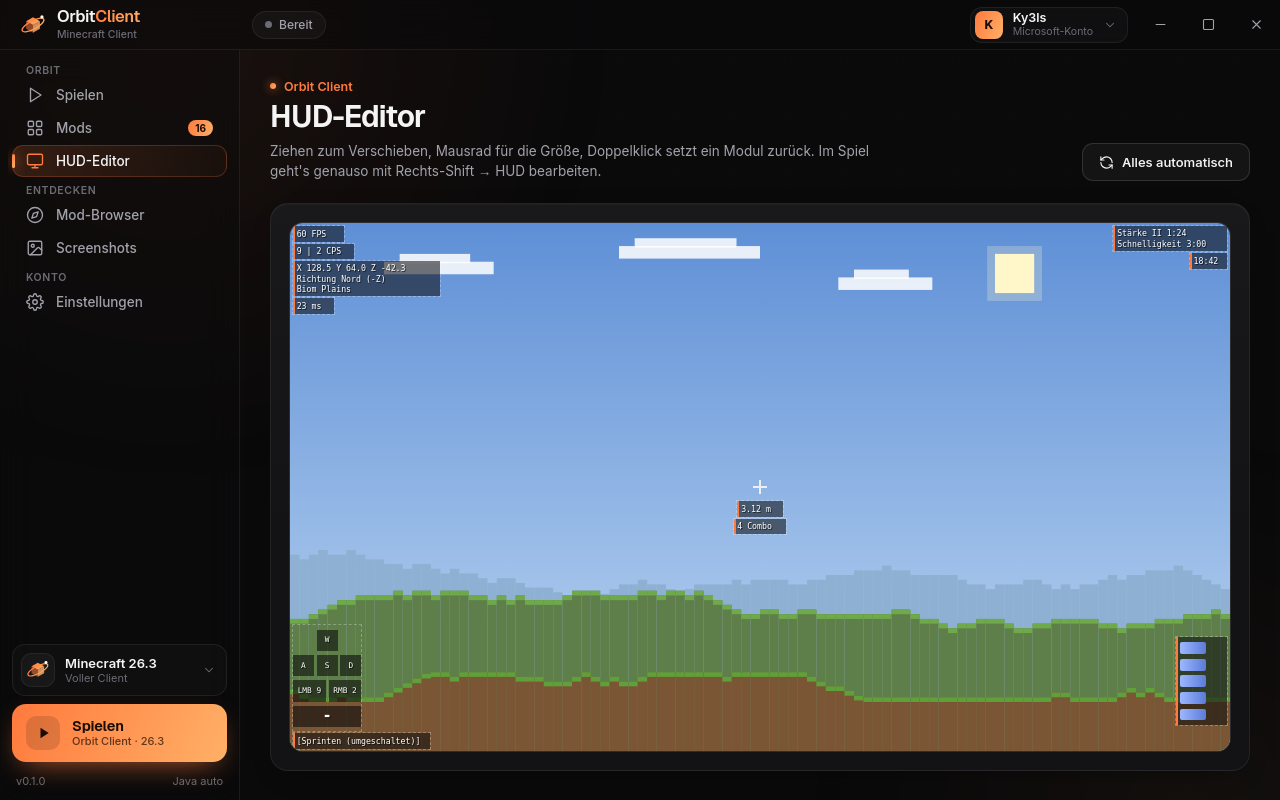 OrbitClient
Minecraft Client
Bereit
K
Ky3ls
Microsoft-Konto
ORBIT
Spielen
Mods
16
HUD-Editor
ENTDECKEN
Mod-Browser
Screenshots
KONTO
Einstellungen
Minecraft 26.3
Voller Client
Spielen
Orbit Client · 26.3
v0.1.0
Java auto
Orbit Client
HUD-Editor
Ziehen zum Verschieben, Mausrad für die Größe, Doppelklick setzt ein Modul zurück. Im Spiel
geht's genauso mit Rechts-Shift → HUD bearbeiten.
Alles automatisch
60 FPS
9 | 2 CPS
X 128.5 Y 64.0 Z -42.3
Richtung Nord (-Z)
Biom Plains
23 ms
Stärke II 1:24
Schnelligkeit 3:00
18:42
3.12 m
4 Combo
W
A
S
D
LMB 9
RMB 2
[Sprinten (umgeschaltet)]